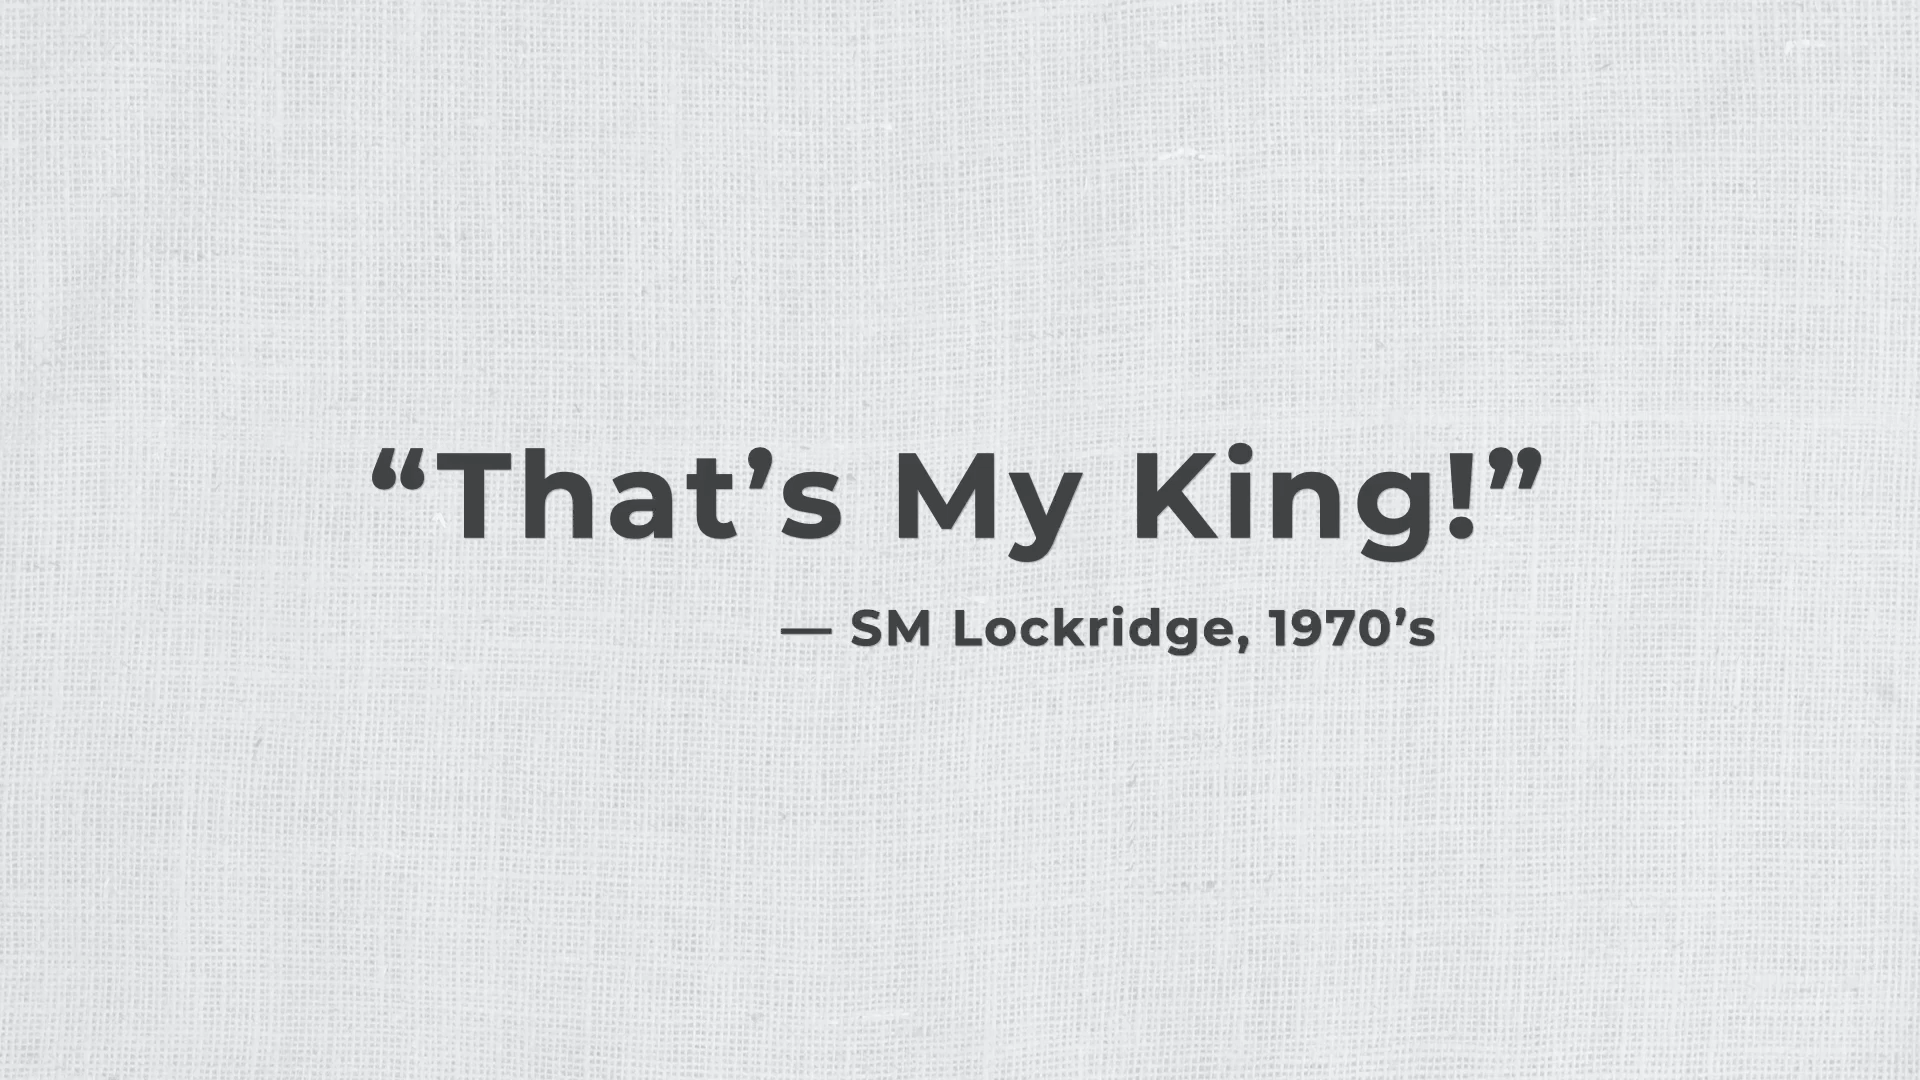 “That’s My King!”
— SM Lockridge, 1970’s